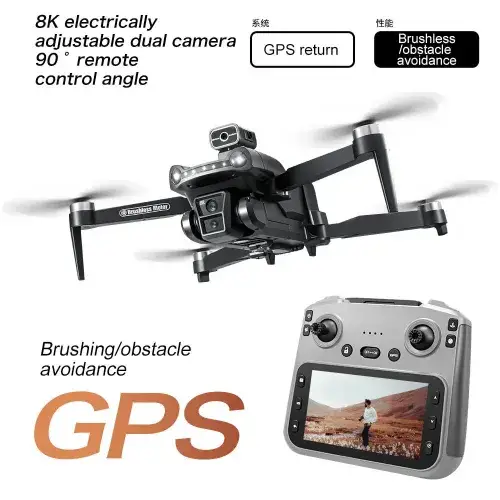 8K electrically
adjustable dual camera
90° remote
control angle
系统
GPS return
性能
Brushless
/obstacle
avoidance
Brushless Motor
Brushing/obstacle
avoidance
GPS